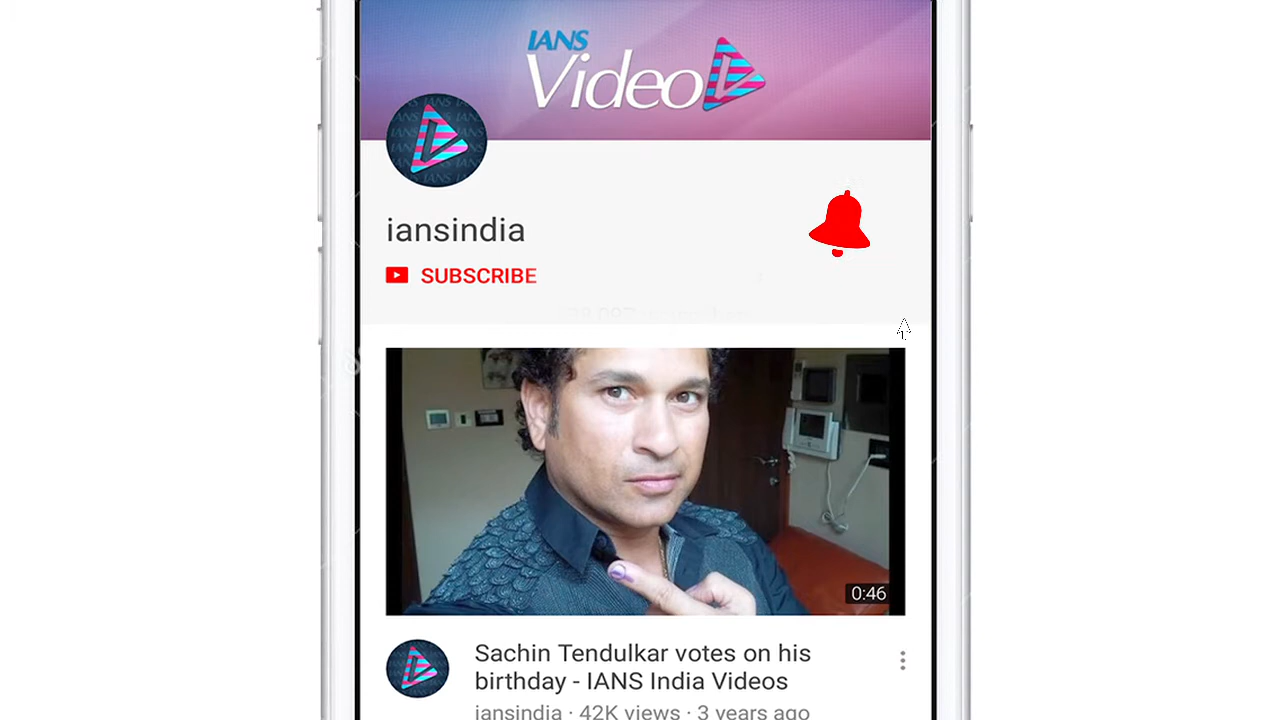 IANS
Video
iansindia
SUBSCRIBE
0:46
Sachin Tendulkar votes on his
birthday - IANS India Videos
iansindia · 42K views · 3 years ago